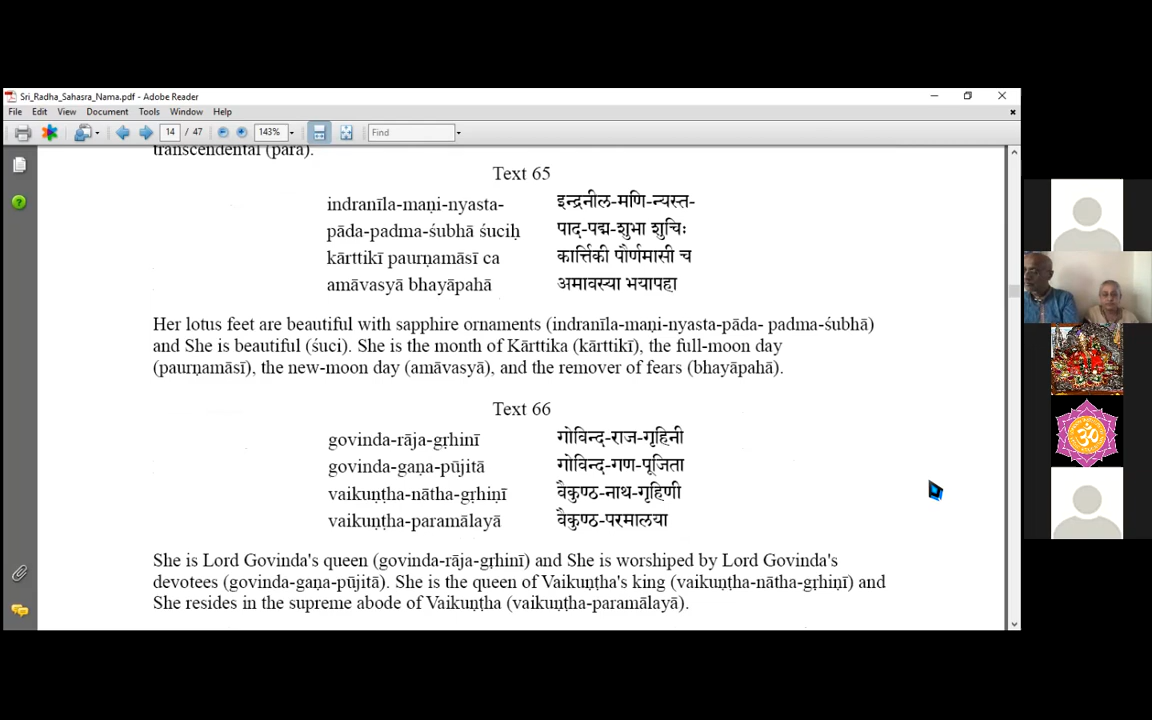 Sri_Radha_Sahasra_Nama.pdf - Adobe Reader
File Edit View Document Tools Window Help
14 / 47 143% Find
transcendental (para).
Text 65
indranīla-maṇi-nyasta- इन्द्रनील-मणि-न्यस्त-
pāda-padma-śubhā śuciḥ पाद-पद्म-शुभा शुचिः
kārttikī paurṇamāsī ca कार्त्तिकी पौर्णमासी च
amāvasyā bhayāpahā अमावस्या भयापहा
Her lotus feet are beautiful with sapphire ornaments (indranīla-maṇi-nyasta-pāda- padma-śubhā)
and She is beautiful (śuci). She is the month of Kārttika (kārttikī), the full-moon day
(paurṇamāsī), the new-moon day (amāvasyā), and the remover of fears (bhayāpahā).
Text 66
govinda-rāja-gṛhinī गोविन्द-राज-गृहिनी
govinda-gaṇa-pūjitā गोविन्द-गण-पूजिता
vaikuṇṭha-nātha-gṛhiṇī वैकुण्ठ-नाथ-गृहिणी
vaikuṇṭha-paramālayā वैकुण्ठ-परमालया
She is Lord Govinda's queen (govinda-rāja-gṛhinī) and She is worshiped by Lord Govinda's
devotees (govinda-gaṇa-pūjitā). She is the queen of Vaikuṇṭha's king (vaikuṇṭha-nātha-gṛhiṇī) and
She resides in the supreme abode of Vaikuṇṭha (vaikuṇṭha-paramālayā).
ॐ